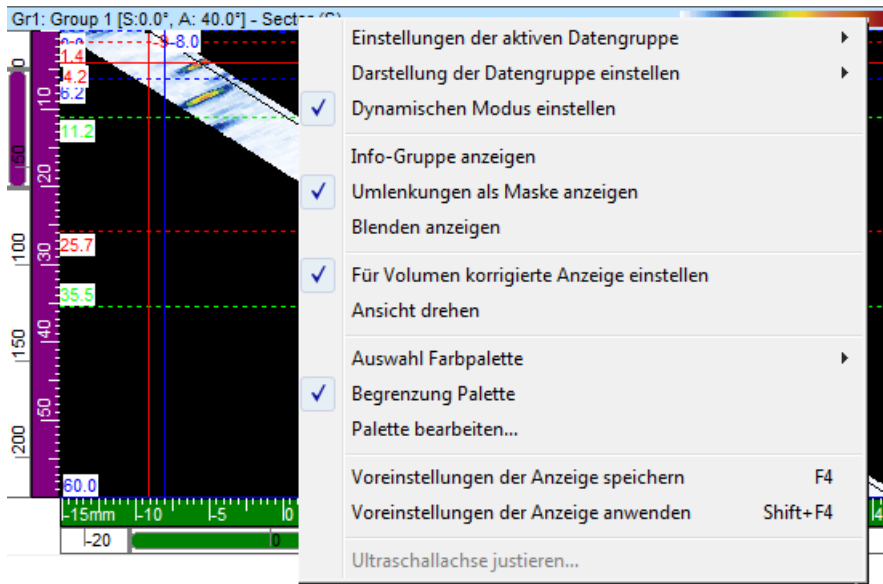 Gr1: Group 1 [S:0.0°, A: 40.0°] - Sector (S)
Einstellungen der aktiven Datengruppe
Darstellung der Datengruppe einstellen
Dynamischen Modus einstellen
Info-Gruppe anzeigen
Umlenkungen als Maske anzeigen
Blenden anzeigen
Für Volumen korrigierte Anzeige einstellen
Ansicht drehen
Auswahl Farbpalette
Begrenzung Palette
Palette bearbeiten...
Voreinstellungen der Anzeige speichern F4
Voreinstellungen der Anzeige anwenden Shift+F4
Ultraschallachse justieren...
-8.0
1.4
4.2
6.2
11.2
25.7
35.5
60.0
0
50
100
150
200
10
20
30
40
50
-15mm -10 -5 0
-20 0